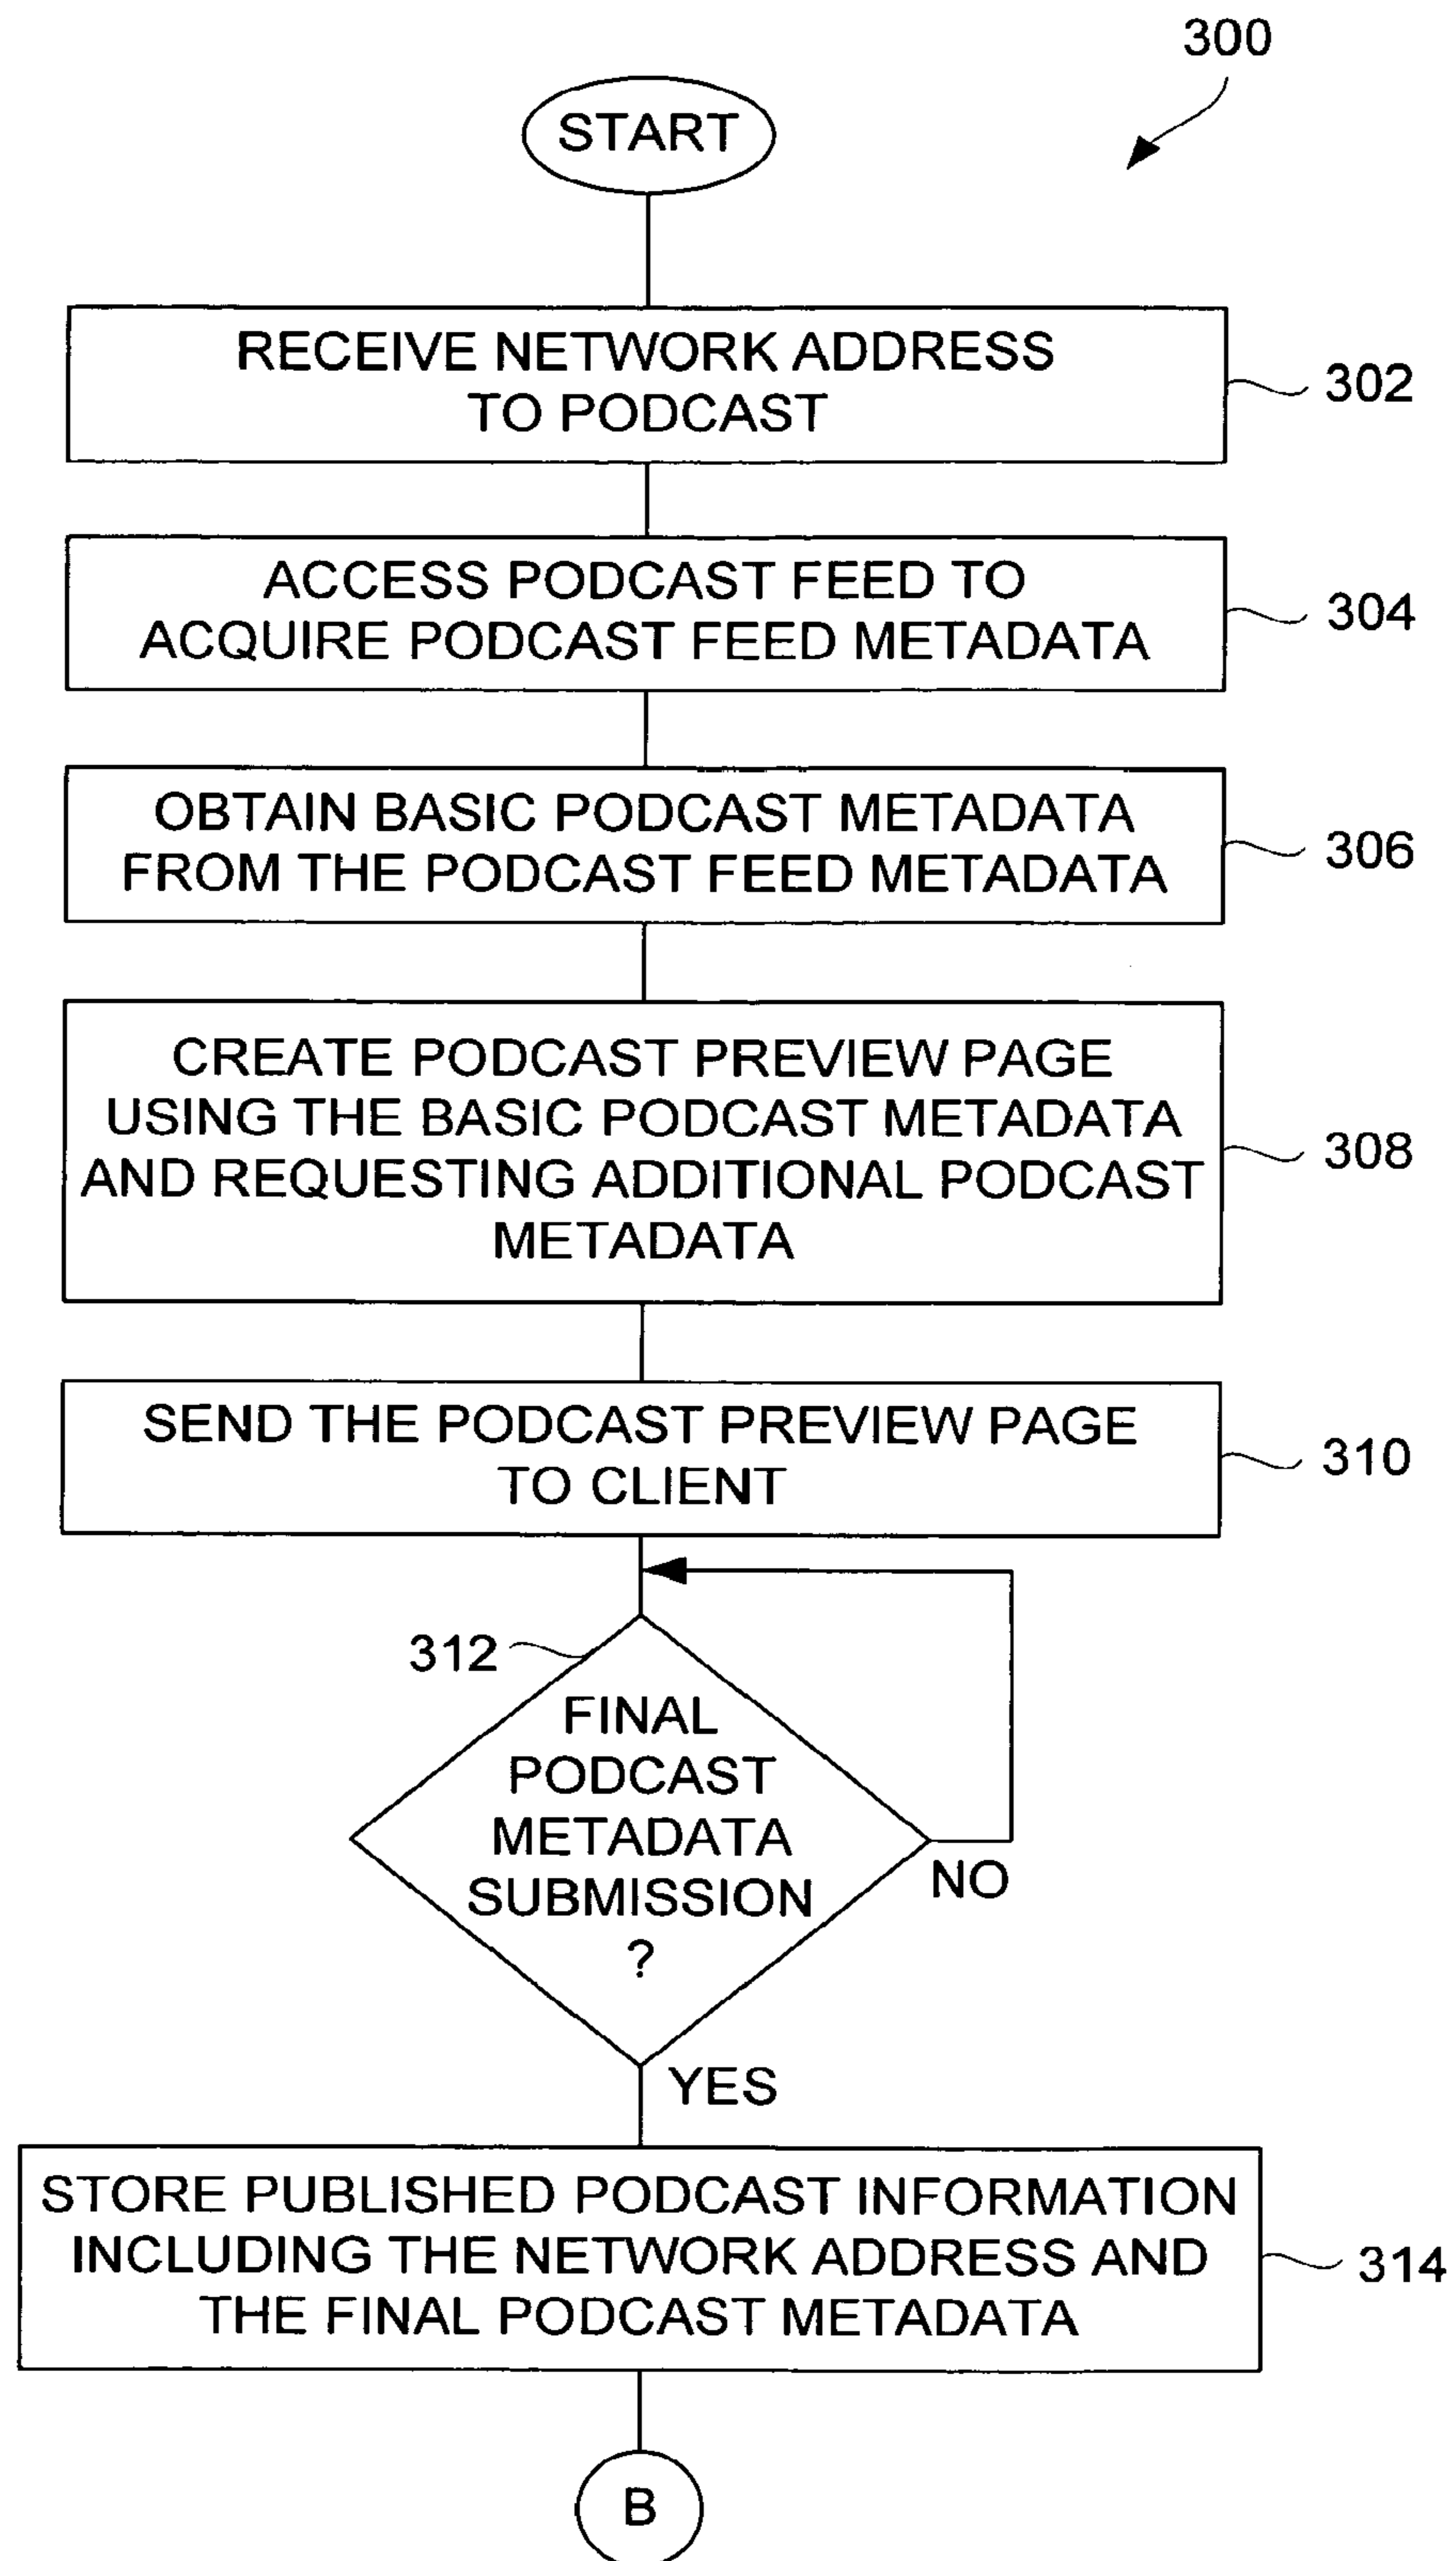 300
START
RECEIVE NETWORK ADDRESS
TO PODCAST
302
ACCESS PODCAST FEED TO
ACQUIRE PODCAST FEED METADATA
304
OBTAIN BASIC PODCAST METADATA
FROM THE PODCAST FEED METADATA
306
CREATE PODCAST PREVIEW PAGE
USING THE BASIC PODCAST METADATA
AND REQUESTING ADDITIONAL PODCAST
METADATA
308
SEND THE PODCAST PREVIEW PAGE
TO CLIENT
310
312
FINAL
PODCAST
METADATA
SUBMISSION
?
NO
YES
STORE PUBLISHED PODCAST INFORMATION
INCLUDING THE NETWORK ADDRESS AND
THE FINAL PODCAST METADATA
314
B